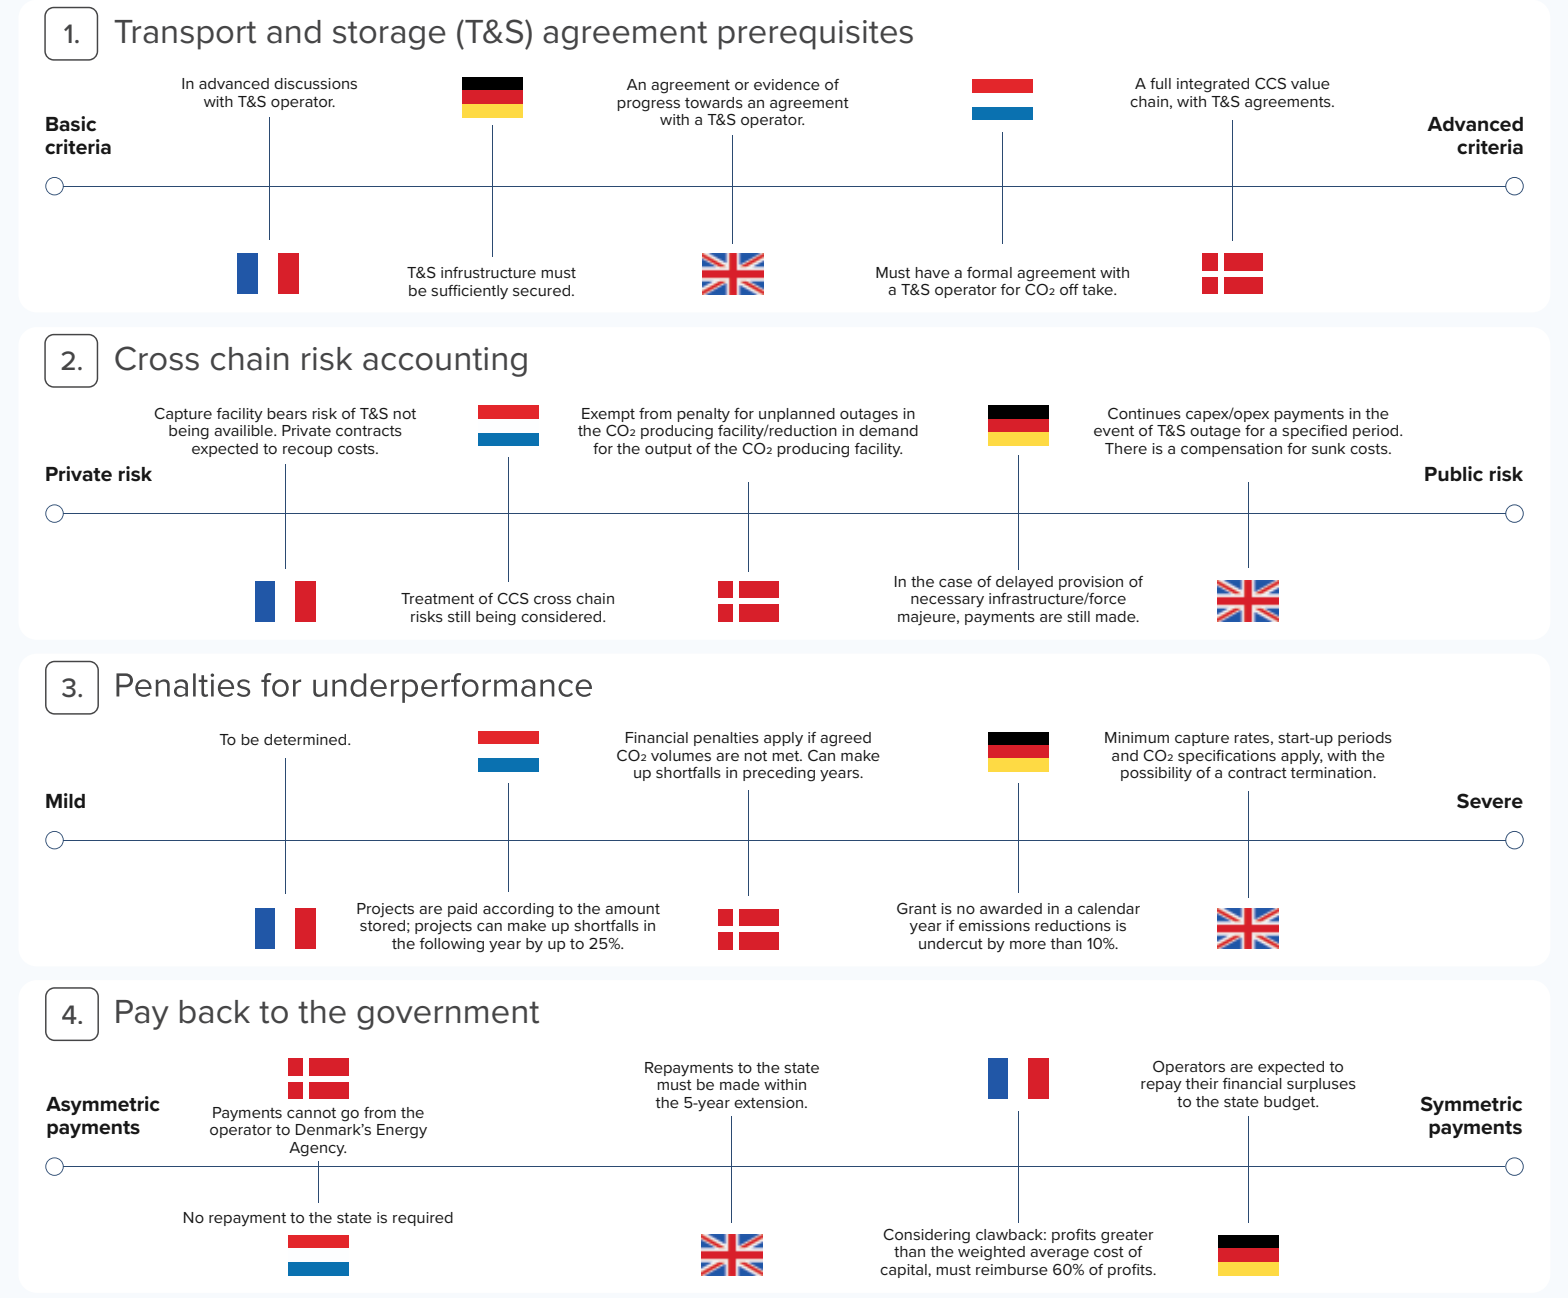 1.
Transport and storage (T&S) agreement prerequisites
In advanced discussions
with T&S operator.
An agreement or evidence of
progress towards an agreement
with a T&S operator.
A full integrated CCS value
chain, with T&S agreements.
Basic
criteria
Advanced
criteria
T&S infrustructure must
be sufficiently secured.
Must have a formal agreement with
a T&S operator for CO₂ off take.
2.
Cross chain risk accounting
Capture facility bears risk of T&S not
being availible. Private contracts
expected to recoup costs.
Exempt from penalty for unplanned outages in
the CO₂ producing facility/reduction in demand
for the output of the CO₂ producing facility.
Continues capex/opex payments in the
event of T&S outage for a specified period.
There is a compensation for sunk costs.
Private risk
Public risk
Treatment of CCS cross chain
risks still being considered.
In the case of delayed provision of
necessary infrastructure/force
majeure, payments are still made.
3.
Penalties for underperformance
To be determined.
Financial penalties apply if agreed
CO₂ volumes are not met. Can make
up shortfalls in preceding years.
Minimum capture rates, start-up periods
and CO₂ specifications apply, with the
possibility of a contract termination.
Mild
Severe
Projects are paid according to the amount
stored; projects can make up shortfalls in
the following year by up to 25%.
Grant is no awarded in a calendar
year if emissions reductions is
undercut by more than 10%.
4.
Pay back to the government
Asymmetric
payments
Payments cannot go from the
operator to Denmark's Energy
Agency.
Repayments to the state
must be made within
the 5-year extension.
Operators are expected to
repay their financial surpluses
to the state budget.
Symmetric
payments
No repayment to the state is required
Considering clawback: profits greater
than the weighted average cost of
capital, must reimburse 60% of profits.